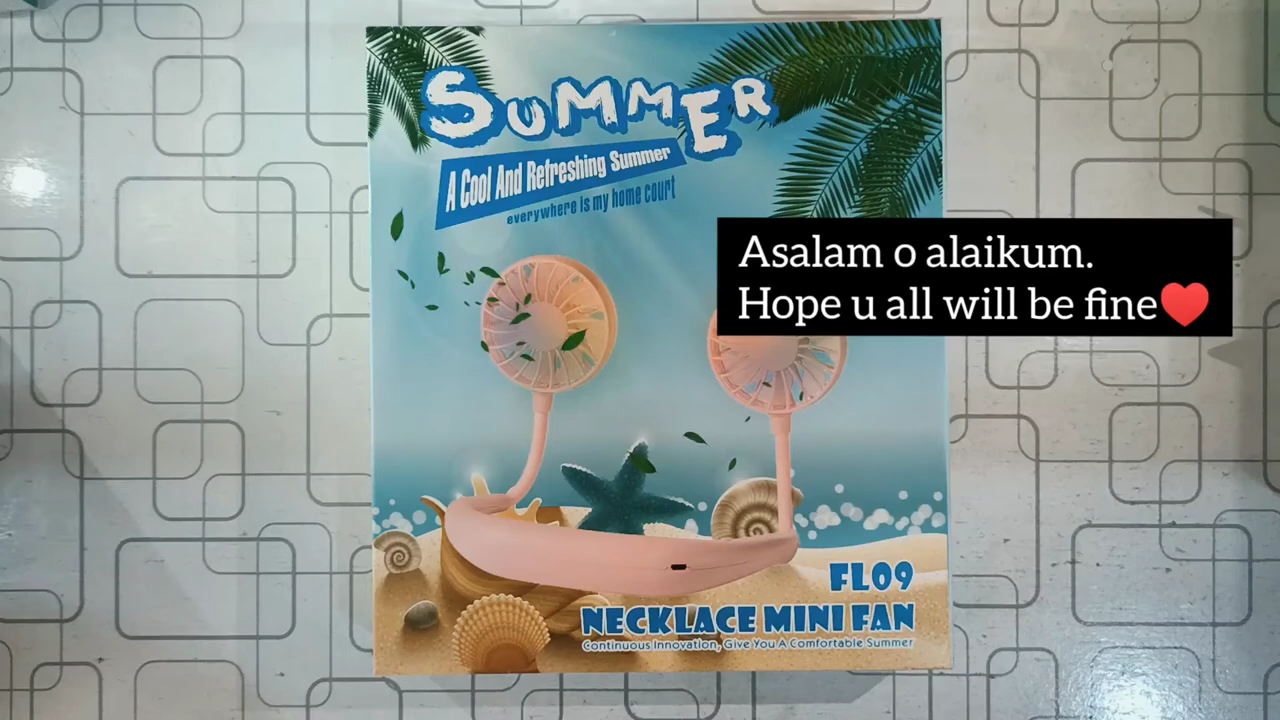 SUMMER
A Cool And Refreshing Summer
everywhere is my home court
Asalam o alaikum.
Hope u all will be fine❤️
FL09
NECKLACE MINI FAN
Continuous Innovation, Give You A Comfortable Summer